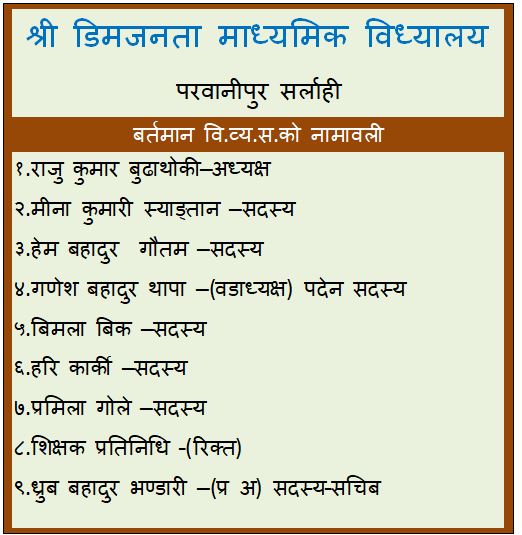 श्री डिमजनता माध्यमिक विध्यालय
परवानीपुर सर्लाही
बर्तमान वि.व्य.स.को नामावली
१.राजु कुमार बुढाथोकी–अध्यक्ष
२.मीना कुमारी स्याङ्तान –सदस्य
३.हेम बहादुर गौतम –सदस्य
४.गणेश बहादुर थापा –(वडाध्यक्ष) पदेन सदस्य
५.बिमला बिक –सदस्य
६.हरि कार्की –सदस्य
७.प्रमिला गोले –सदस्य
८.शिक्षक प्रतिनिधि -(रिक्त)
९.ध्रुब बहादुर भण्डारी –(प्र अ) सदस्य-सचिब